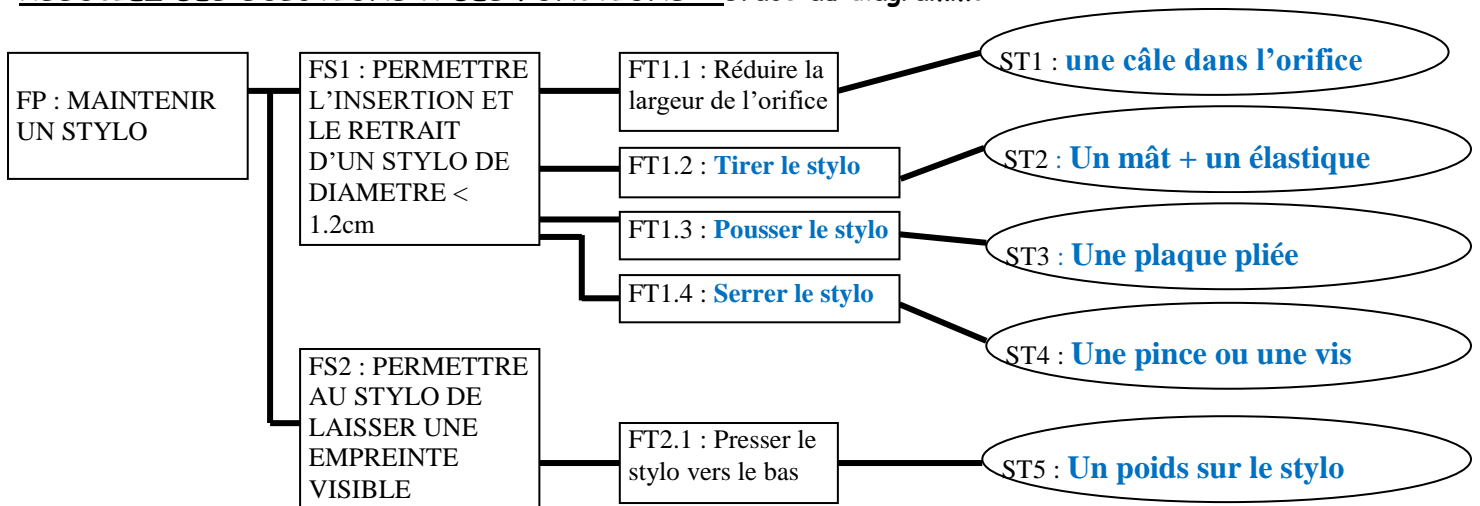 FP : MAINTENIR
UN STYLO
FS1 : PERMETTRE
L'INSERTION ET
LE RETRAIT
D'UN STYLO DE
DIAMETRE <
1.2cm
FT1.1 : Réduire la
largeur de l'orifice
ST1 : une câle dans l'orifice
FT1.2 : Tirer le stylo
ST2 : Un mât + un élastique
FT1.3 : Pousser le stylo
ST3 : Une plaque pliée
FT1.4 : Serrer le stylo
ST4 : Une pince ou une vis
FS2 : PERMETTRE
AU STYLO DE
LAISSER UNE
EMPREINTE
VISIBLE
FT2.1 : Presser le
stylo vers le bas
ST5 : Un poids sur le stylo